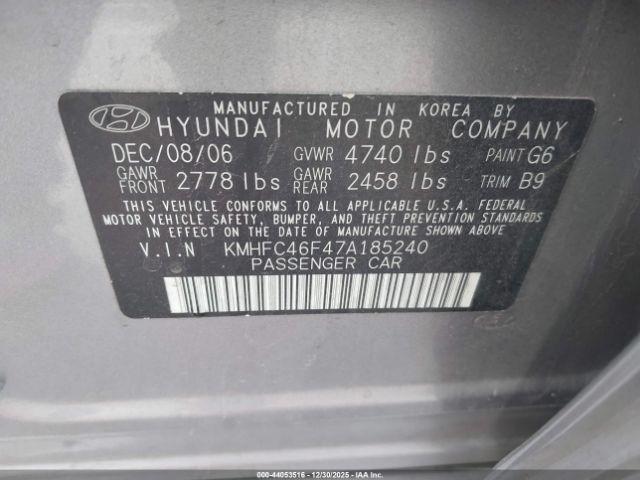 MANUFACTURED IN KOREA BY
HYUNDAI MOTOR COMPANY
DEC/08/06 GVWR 4740 lbs PAINT G6
GAWR FRONT 2778 lbs GAWR REAR 2458 lbs TRIM B9
THIS VEHICLE CONFORMS TO ALL APPLICABLE U.S.A. FEDERAL
MOTOR VEHICLE SAFETY, BUMPER, AND THEFT PREVENTION STANDARDS
IN EFFECT ON THE DATE OF MANUFACTURE SHOWN ABOVE.
V.I.N KMHFC46F47A185240
PASSENGER CAR
000-44053516 - 12/30/2025 - IAA Inc.